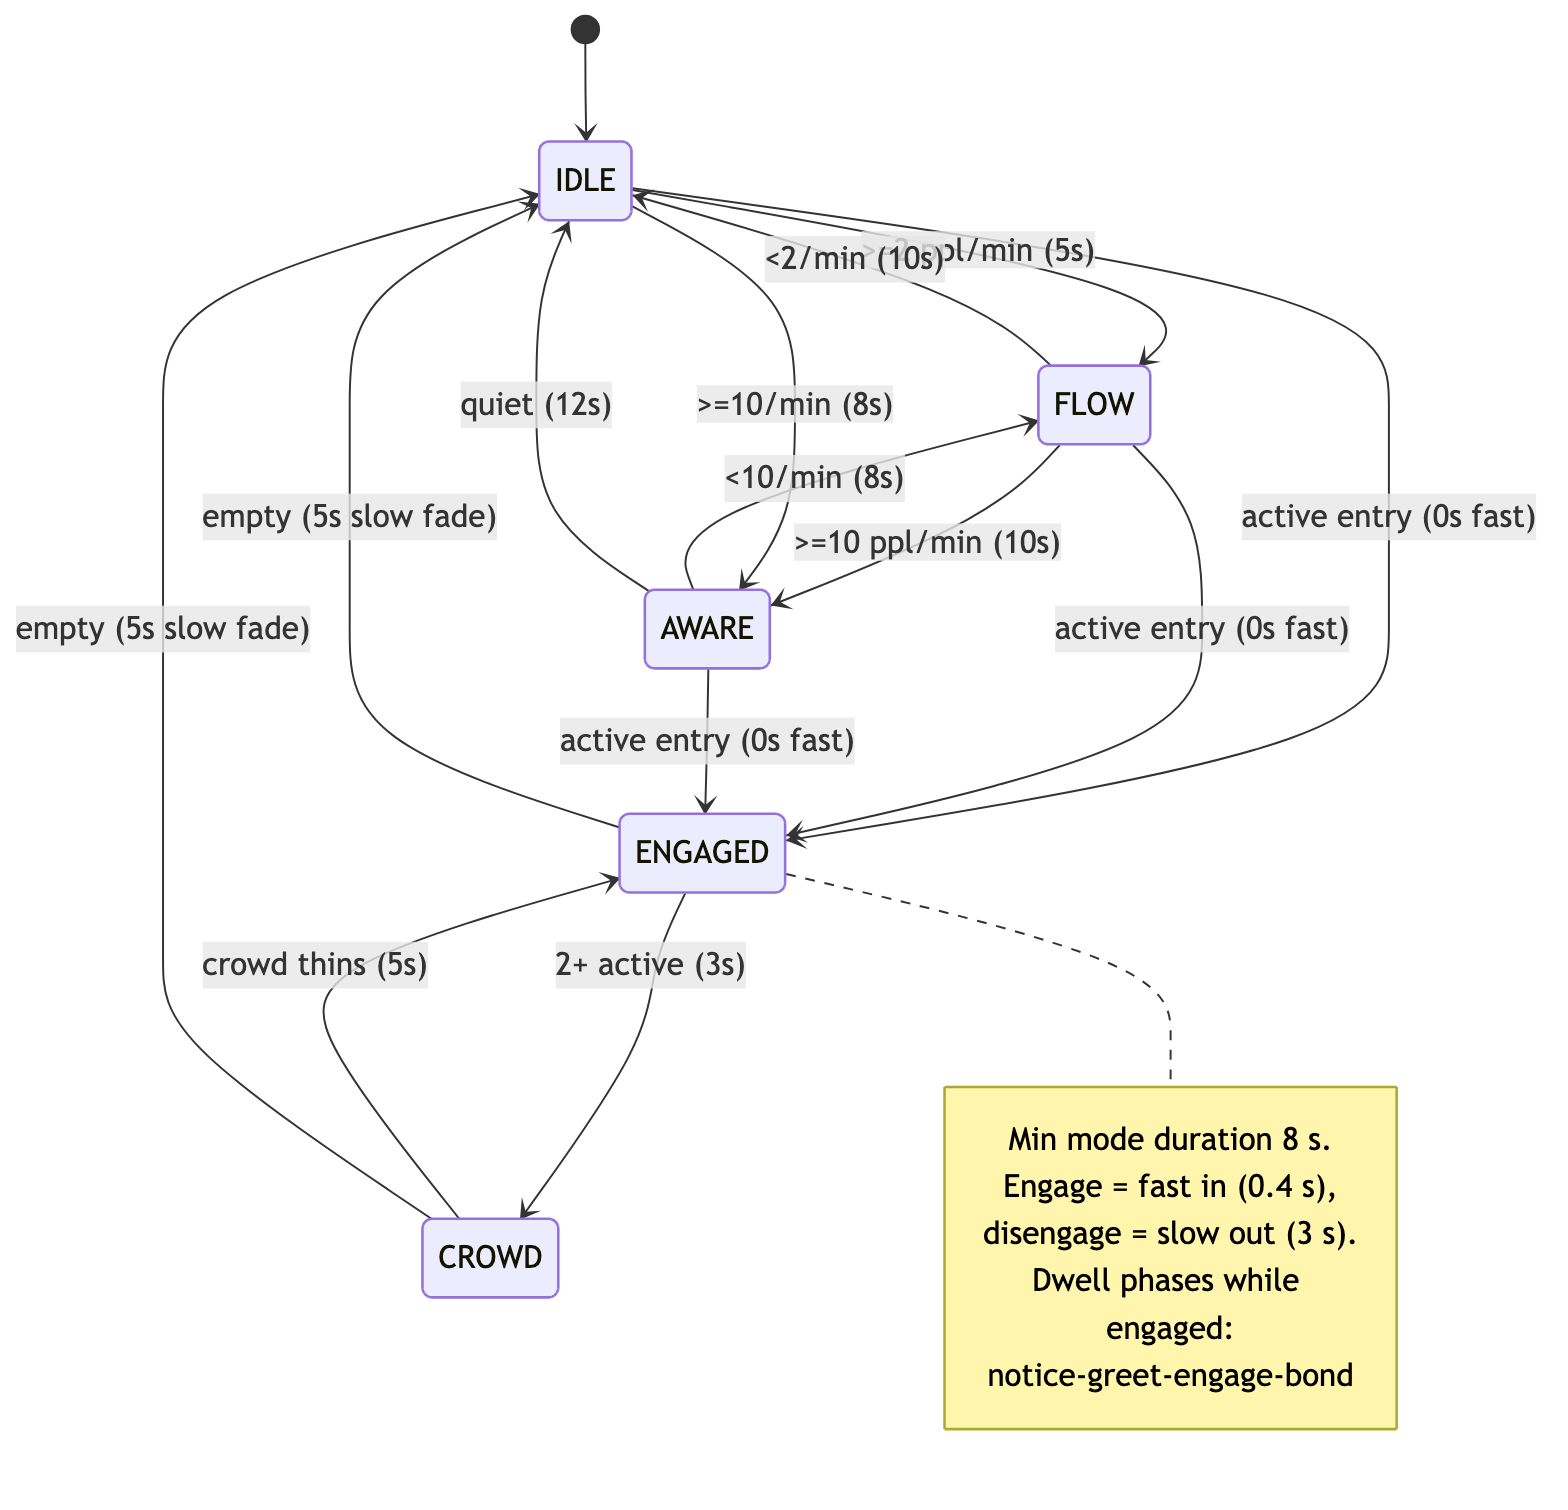 IDLE
<2/min (10s)
ppl/min (5s)
FLOW
quiet (12s)
>=10/min (8s)
<10/min (8s)
empty (5s slow fade)
active entry (0s fast)
>=10 ppl/min (10s)
AWARE
empty (5s slow fade)
active entry (0s fast)
active entry (0s fast)
ENGAGED
crowd thins (5s)
2+ active (3s)
Min mode duration 8 s.
Engage = fast in (0.4 s),
disengage = slow out (3 s).
Dwell phases while
engaged:
notice-greet-engage-bond
CROWD